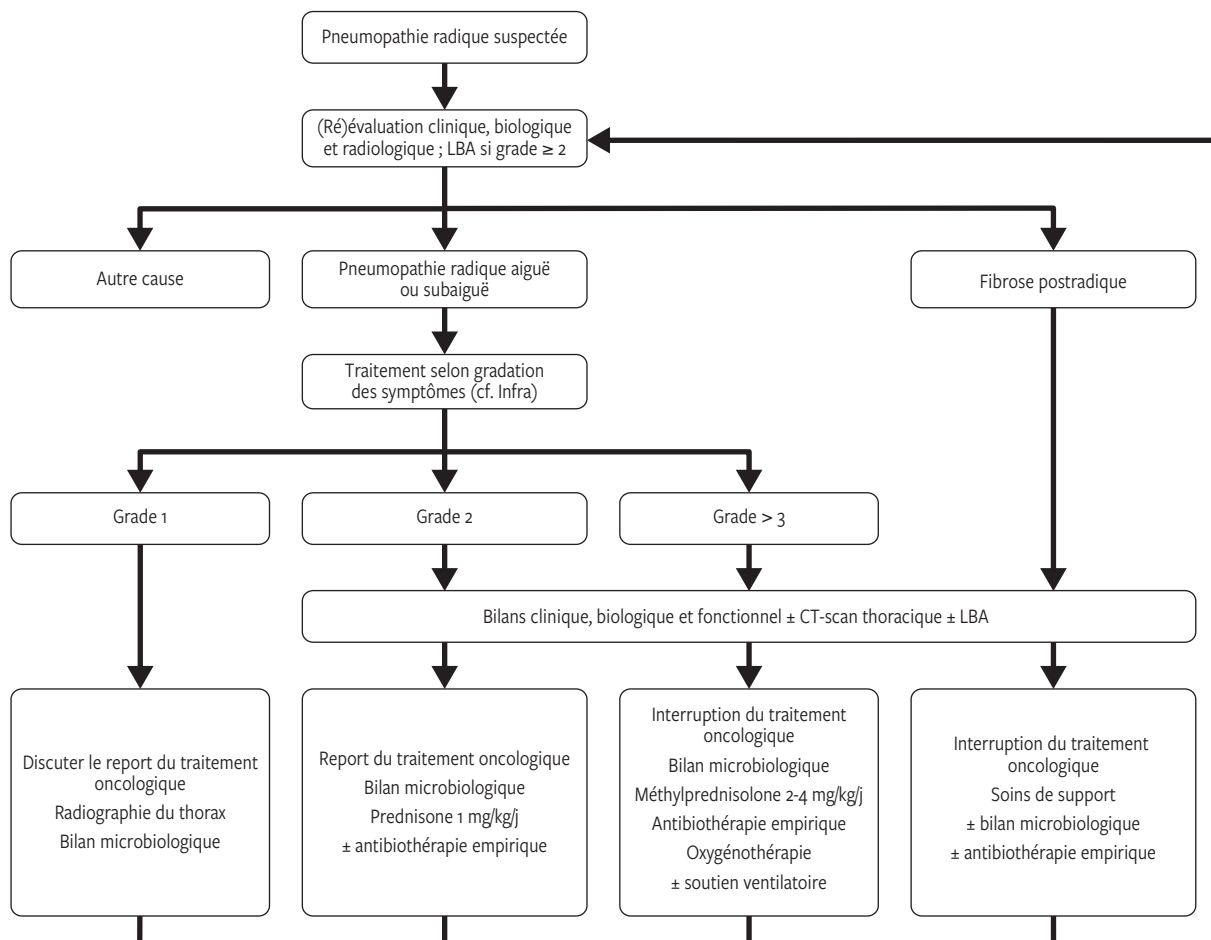 Pneumopathie radique suspectée
(Ré)évaluation clinique, biologique
et radiologique ; LBA si grade ≥ 2
Autre cause
Pneumopathie radique aiguë
ou subaiguë
Fibrose postradique
Traitement selon gradation
des symptômes (cf. Infra)
Grade 1
Grade 2
Grade > 3
Bilans clinique, biologique et fonctionnel ± CT-scan thoracique ± LBA
Discuter le report du traitement
oncologique
Radiographie du thorax
Bilan microbiologique
Report du traitement oncologique
Bilan microbiologique
Prednisone 1 mg/kg/j
± antibiothérapie empirique
Interruption du traitement
oncologique
Bilan microbiologique
Méthylprednisolone 2-4 mg/kg/j
Antibiothérapie empirique
Oxygénothérapie
± soutien ventilatoire
Interruption du traitement
oncologique
Soins de support
± bilan microbiologique
± antibiothérapie empirique